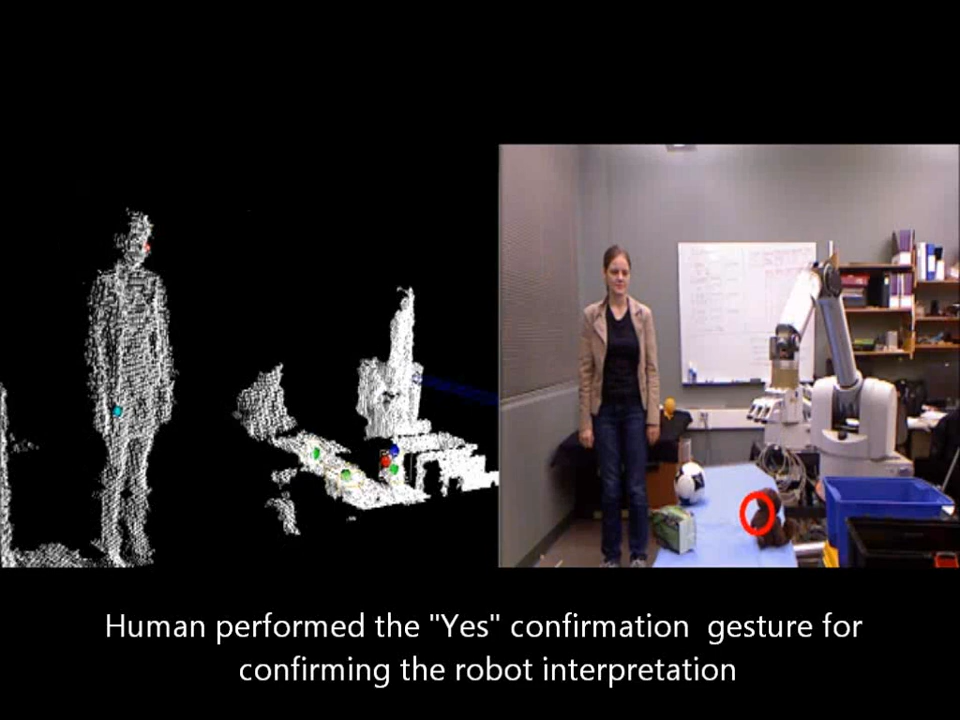 Human performed the "Yes" confirmation  gesture for
confirming the robot interpretation